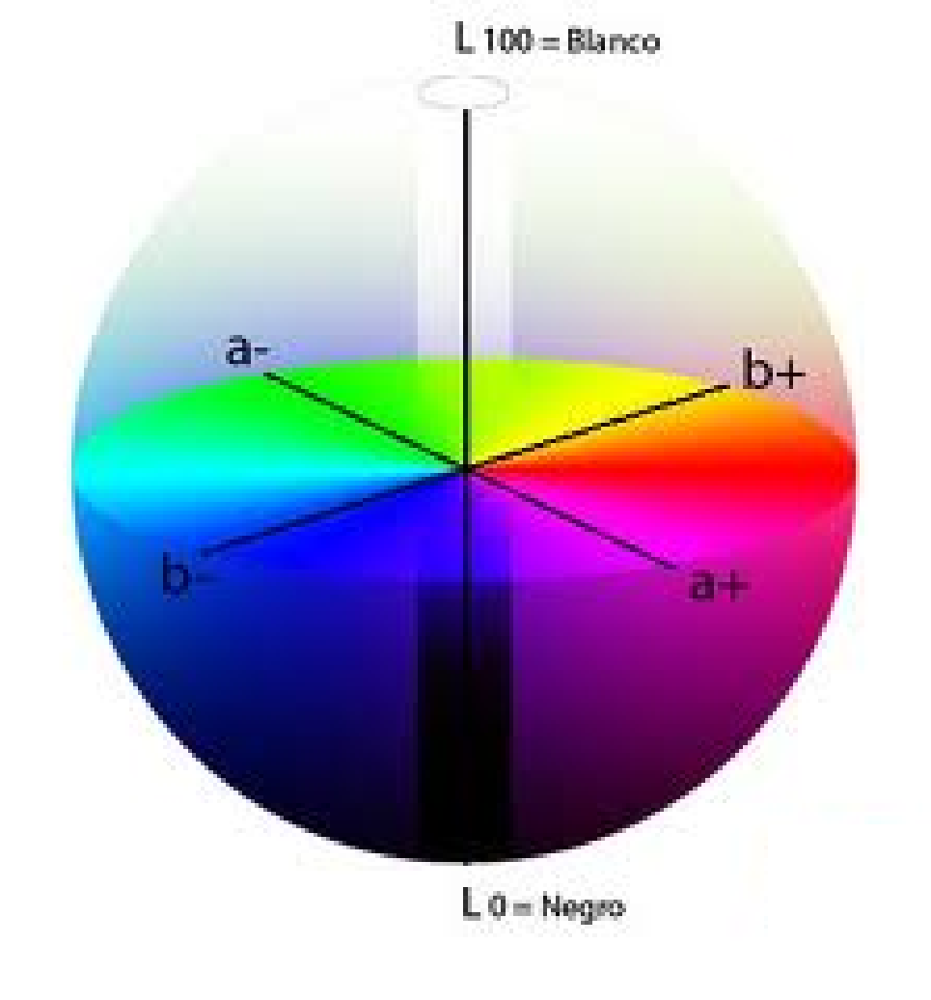 L 100 = Blanco
a-
b+
b-
a+
L 0 = Negro